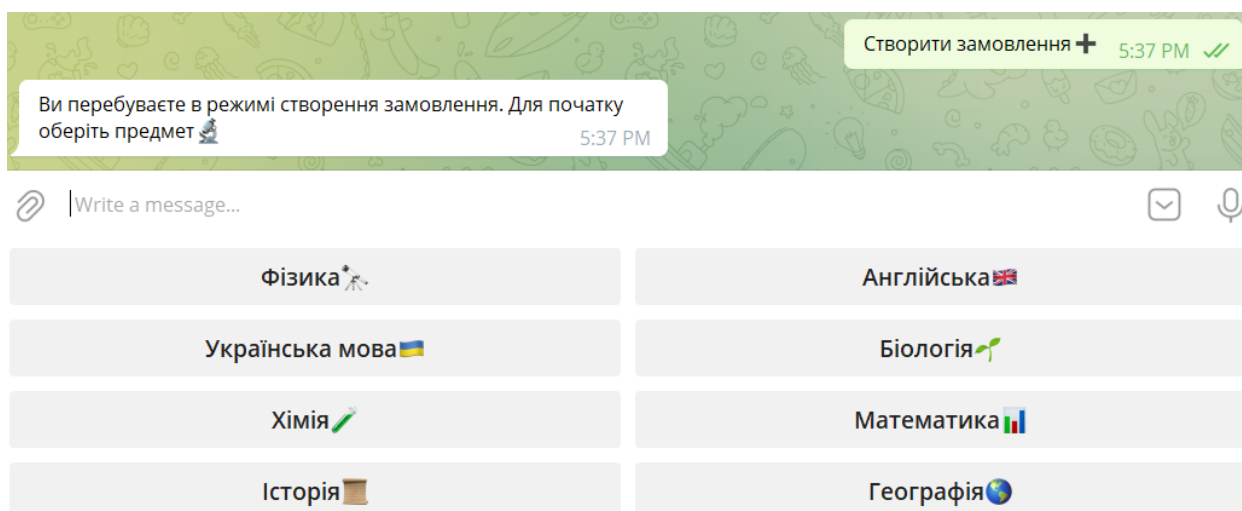 Створити замовлення➕ 5:37 PM
Ви перебуваєте в режимі створення замовлення. Для початку
оберіть предмет🔬 5:37 PM
Write a message...
Фізика🔭 Англійська🇬🇧
Українська мова🇺🇦 Біологія🌱
Хімія🧪 Математика📊
Історія📜 Географія🌎